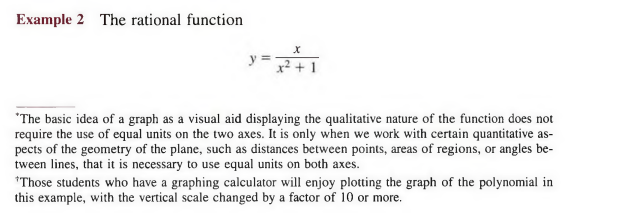 Example 2 The rational function
y = x / (x² + 1)
*The basic idea of a graph as a visual aid displaying the qualitative nature of the function does not
require the use of equal units on the two axes. It is only when we work with certain quantitative as-
pects of the geometry of the plane, such as distances between points, areas of regions, or angles be-
tween lines, that it is necessary to use equal units on both axes.
†Those students who have a graphing calculator will enjoy plotting the graph of the polynomial in
this example, with the vertical scale changed by a factor of 10 or more.